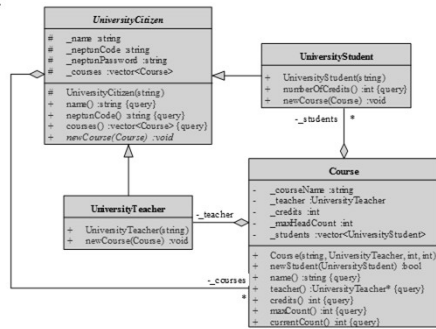 UniversityCitizen
# _name :string
# _neptunCode :string
# _neptunPassword :string
# _courses :vector<Course>
# UniversityCitizen(string)
+ name() :string {query}
+ neptunCode() :string {query}
+ courses() :vector<Course> {query}
+ newCourse(Course) :void
UniversityStudent
+ UniversityStudent(string)
+ numberOfCredits() :int {query}
+ newCourse(Course) :void
-_students *
UniversityTeacher
+ UniversityTeacher(string)
+ newCourse(Course) :void
-_teacher
-_courses
*
Course
- _courseName :string
- _teacher :UniversityTeacher
- _credits :int
- _maxHeadCount :int
- _students :vector<UniversityStudent>
+ Course(string, UniversityTeacher, int, int)
+ newStudent(UniversityStudent) :bool
+ name() :string {query}
+ teacher() :UniversityTeacher* {query}
+ credits() :int {query}
+ maxCount() :int {query}
+ currentCount() :int {query}